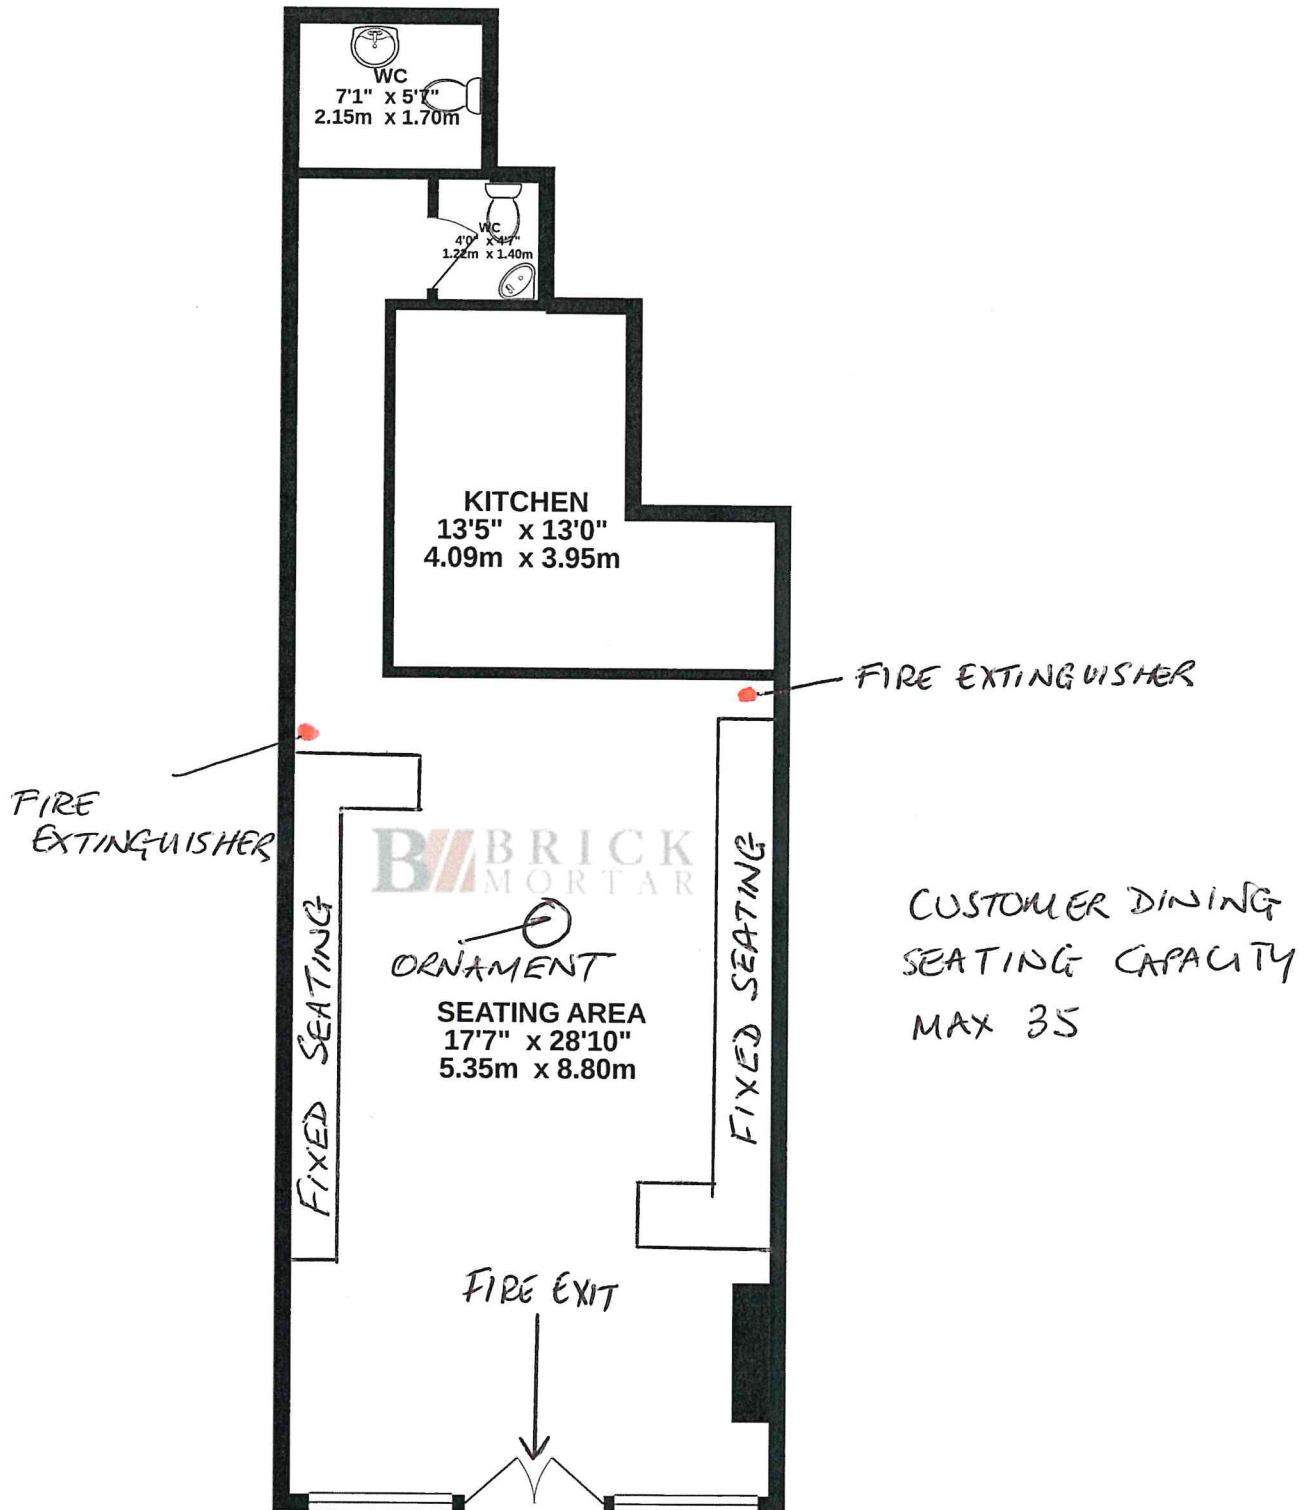 WC
7'1" x 5'7"
2.15m x 1.70m
WC
4'0" x 4'7"
1.22m x 1.40m
KITCHEN
13'5" x 13'0"
4.09m x 3.95m
FIRE EXTINGUISHER
FIRE
EXTINGUISHER
B BRICK
MORTAR
FIXED SEATING
ORNAMENT
SEATING AREA
17'7" x 28'10"
5.35m x 8.80m
FIXED SEATING
CUSTOMER DINING
SEATING CAPACITY
MAX 35
FIRE EXIT